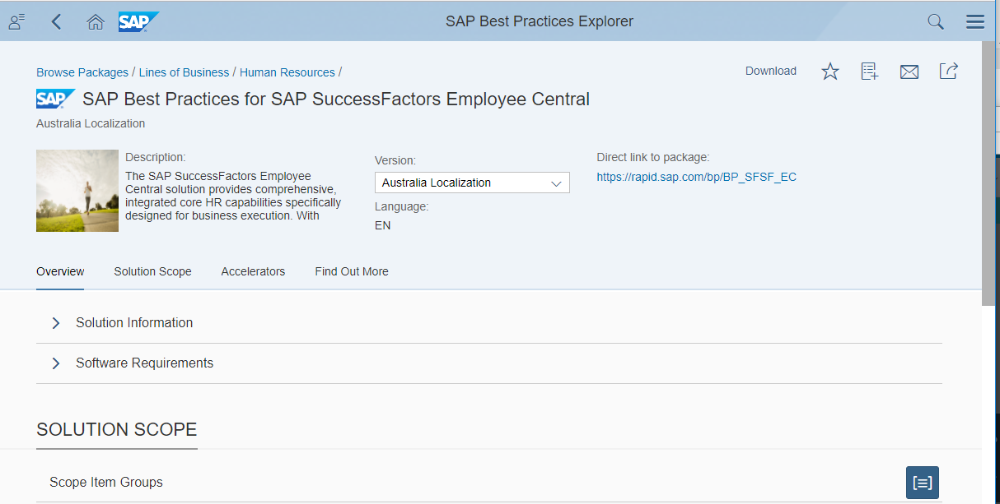 SAP
SAP Best Practices Explorer
Browse Packages / Lines of Business / Human Resources /
Download
SAP
SAP Best Practices for SAP SuccessFactors Employee Central
Australia Localization
Description:
The SAP SuccessFactors Employee
Central solution provides comprehensive,
integrated core HR capabilities specifically
designed for business execution. With
Version:
Australia Localization
Language:
EN
Direct link to package:
https://rapid.sap.com/bp/BP_SFSF_EC
Overview
Solution Scope
Accelerators
Find Out More
Solution Information
Software Requirements
SOLUTION SCOPE
Scope Item Groups